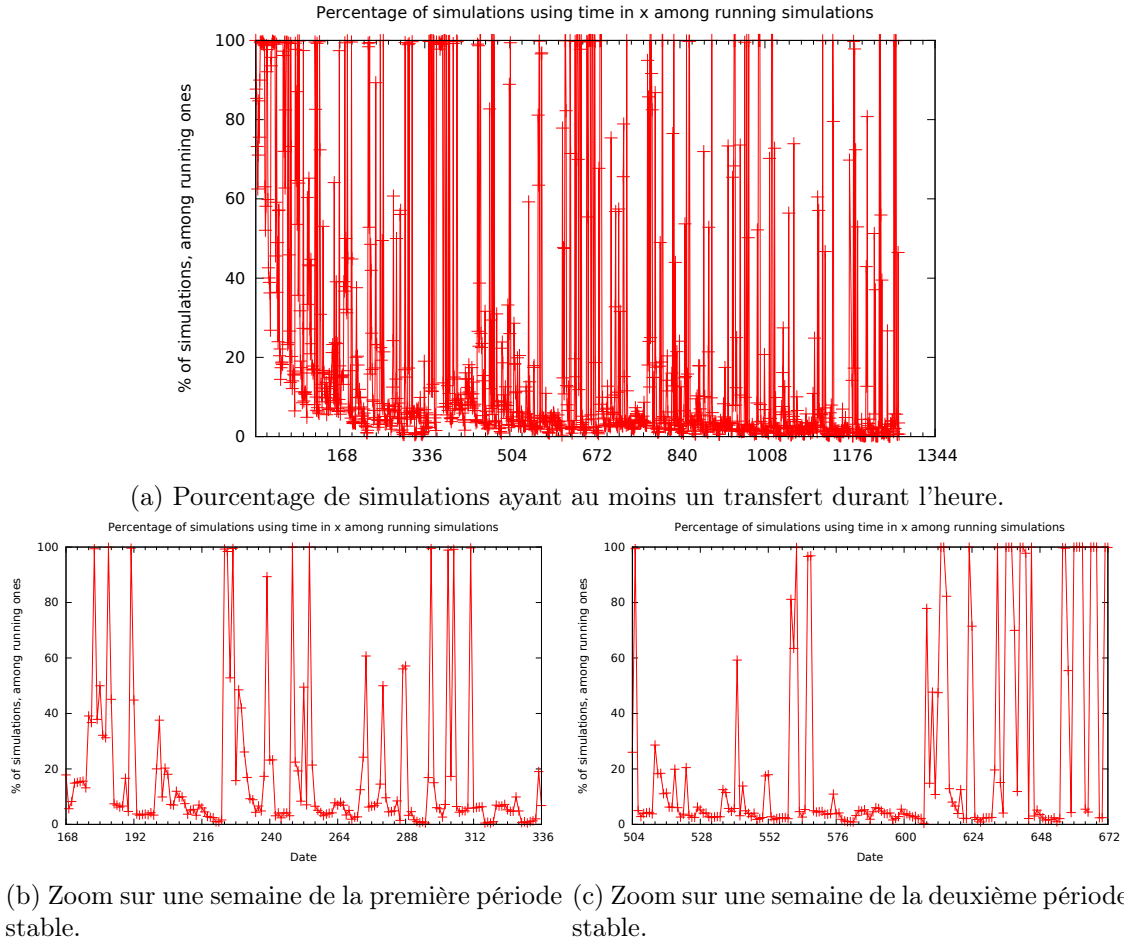 Percentage of simulations using time in x among running simulations
% of simulations, among running ones
100
80
60
40
20
0
168 336 504 672 840 1008 1176 1344
(a) Pourcentage de simulations ayant au moins un transfert durant l'heure.
Percentage of simulations using time in x among running simulations
% of simulations, among running ones
100
80
60
40
20
0
168 192 216 240 264 288 312 336
Date
(b) Zoom sur une semaine de la première période
stable.
Percentage of simulations using time in x among running simulations
% of simulations, among running ones
100
80
60
40
20
0
504 528 552 576 600 624 648 672
Date
(c) Zoom sur une semaine de la deuxième période
stable.